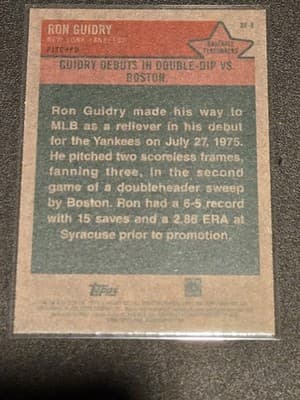 RON GUIDRY
NEW YORK YANKEES
PITCHER
BASEBALL
FLASHBACKS
GUIDRY DEBUTS IN DOUBLE-DIP VS.
BOSTON
Ron Guidry made his way to
MLB as a reliever in his debut
for the Yankees on July 27, 1975.
He pitched two scoreless frames,
fanning three, in the second
game of a doubleheader sweep
by Boston. Ron had a 6-5 record
with 15 saves and a 2.86 ERA at
Syracuse prior to promotion.
Topps